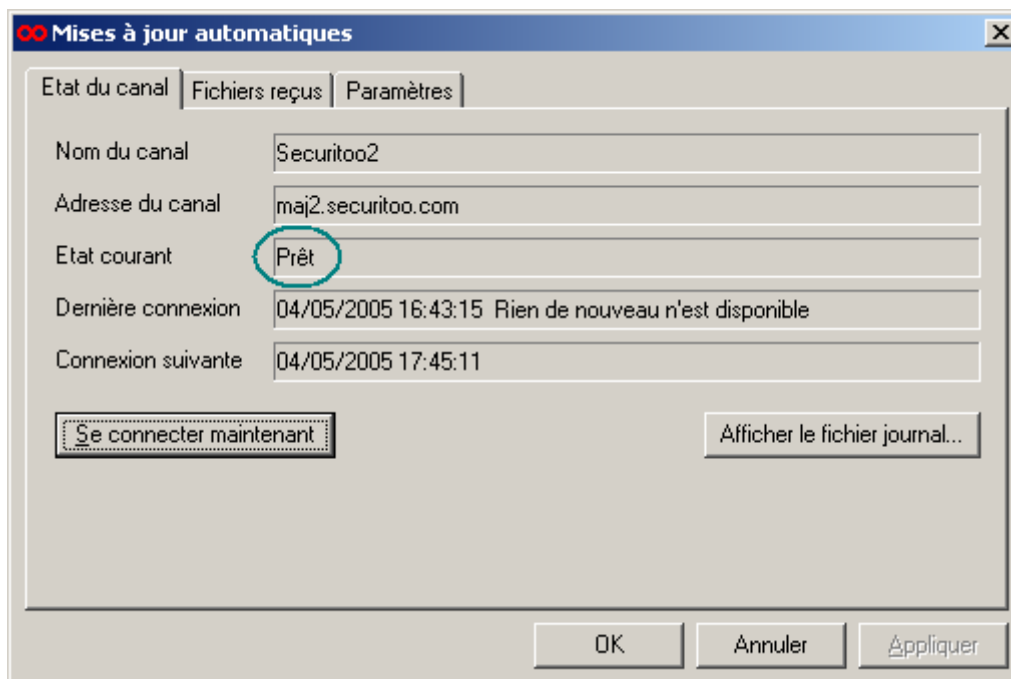 Mises à jour automatiques
Etat du canal Fichiers reçus Paramètres
Nom du canal Securitoo2
Adresse du canal maj2.securitoo.com
Etat courant Prêt
Dernière connexion 04/05/2005 16:43:15 Rien de nouveau n'est disponible
Connexion suivante 04/05/2005 17:45:11
Se connecter maintenant Afficher le fichier journal...
OK Annuler Appliquer